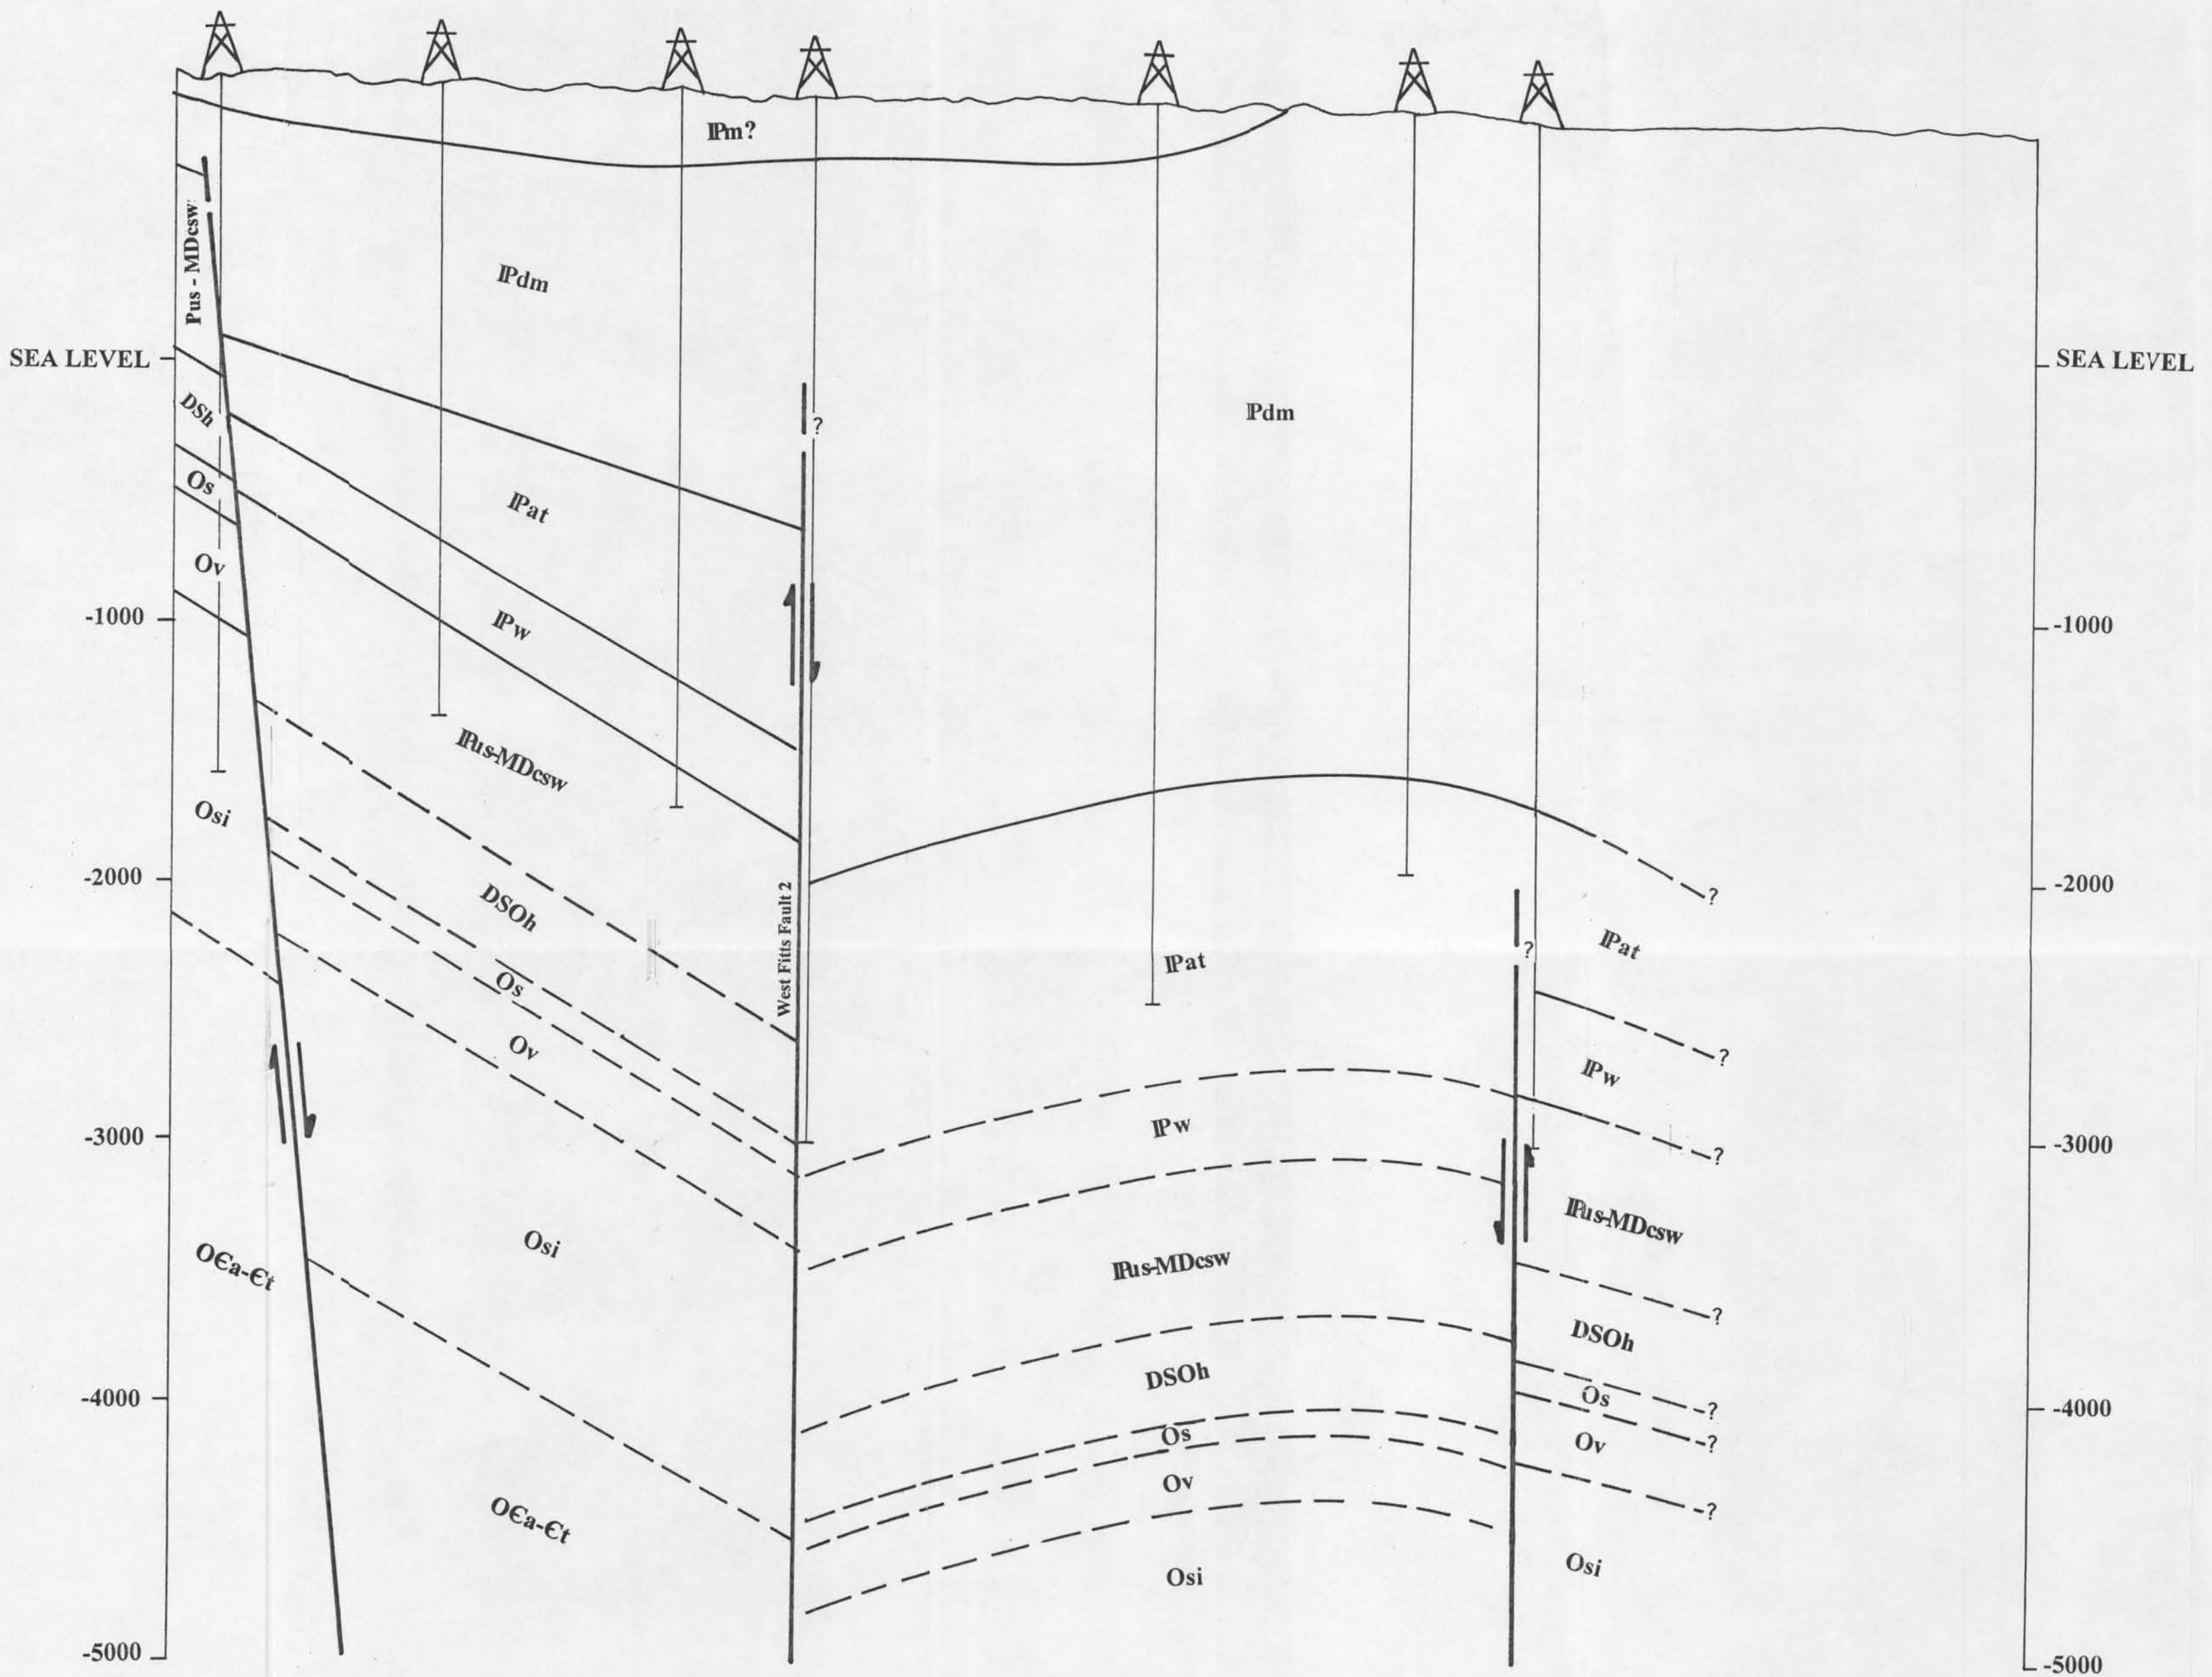 IPm?
IPdm
Pus - MDcsw
SEA LEVEL
SEA LEVEL
DSh
?
IPdm
Os
IPat
Ov
-1000
IPw
-1000
IPus-MDcsw
Osi
-2000
West Fitts Fault 2
-2000
?
DSOh
IPat
IPat
?
Os
Ov
?
IPw
-3000
IPw
-3000
?
OЄa-Єt
Osi
IPus-MDcsw
IPus-MDcsw
?
DSOh
DSOh
-4000
Os
?
-4000
Os
?
Ov
Ov
?
OЄa-Єt
Osi
Osi
-5000
-5000